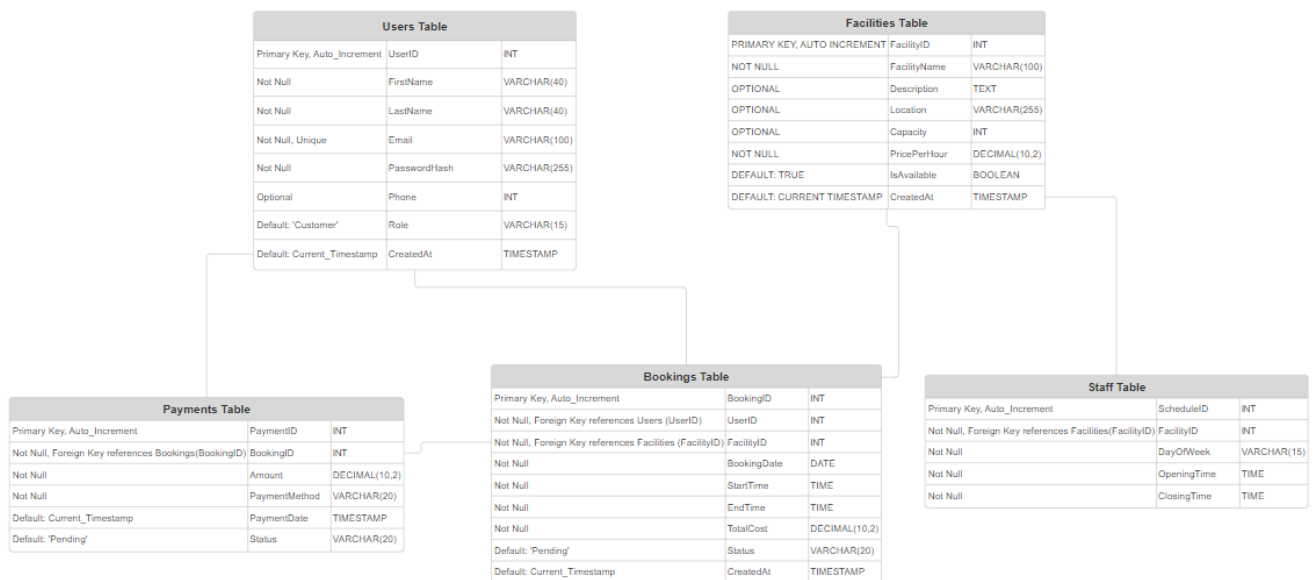 Users Table
Primary Key, Auto_Increment UserID INT
Not Null FirstName VARCHAR(40)
Not Null LastName VARCHAR(40)
Not Null, Unique Email VARCHAR(100)
Not Null PasswordHash VARCHAR(255)
Optional Phone INT
Default: 'Customer' Role VARCHAR(15)
Default: Current_Timestamp CreatedAt TIMESTAMP
Facilities Table
PRIMARY KEY, AUTO INCREMENT FacilityID INT
NOT NULL FacilityName VARCHAR(100)
OPTIONAL Description TEXT
OPTIONAL Location VARCHAR(255)
OPTIONAL Capacity INT
NOT NULL PricePerHour DECIMAL(10,2)
DEFAULT: TRUE IsAvailable BOOLEAN
DEFAULT: CURRENT TIMESTAMP CreatedAt TIMESTAMP
Payments Table
Primary Key, Auto_Increment PaymentID INT
Not Null, Foreign Key references Bookings(BookingID) BookingID INT
Not Null Amount DECIMAL(10,2)
Not Null PaymentMethod VARCHAR(20)
Default: Current_Timestamp PaymentDate TIMESTAMP
Default: 'Pending' Status VARCHAR(20)
Bookings Table
Primary Key, Auto_Increment BookingID INT
Not Null, Foreign Key references Users (UserID) UserID INT
Not Null, Foreign Key references Facilities (FacilityID) FacilityID INT
Not Null BookingDate DATE
Not Null StartTime TIME
Not Null EndTime TIME
Not Null TotalCost DECIMAL(10,2)
Default: 'Pending' Status VARCHAR(20)
Default: Current_Timestamp CreatedAt TIMESTAMP
Staff Table
Primary Key, Auto_Increment ScheduleID INT
Not Null, Foreign Key references Facilities(FacilityID) FacilityID INT
Not Null DayOfWeek VARCHAR(15)
Not Null OpeningTime TIME
Not Null ClosingTime TIME